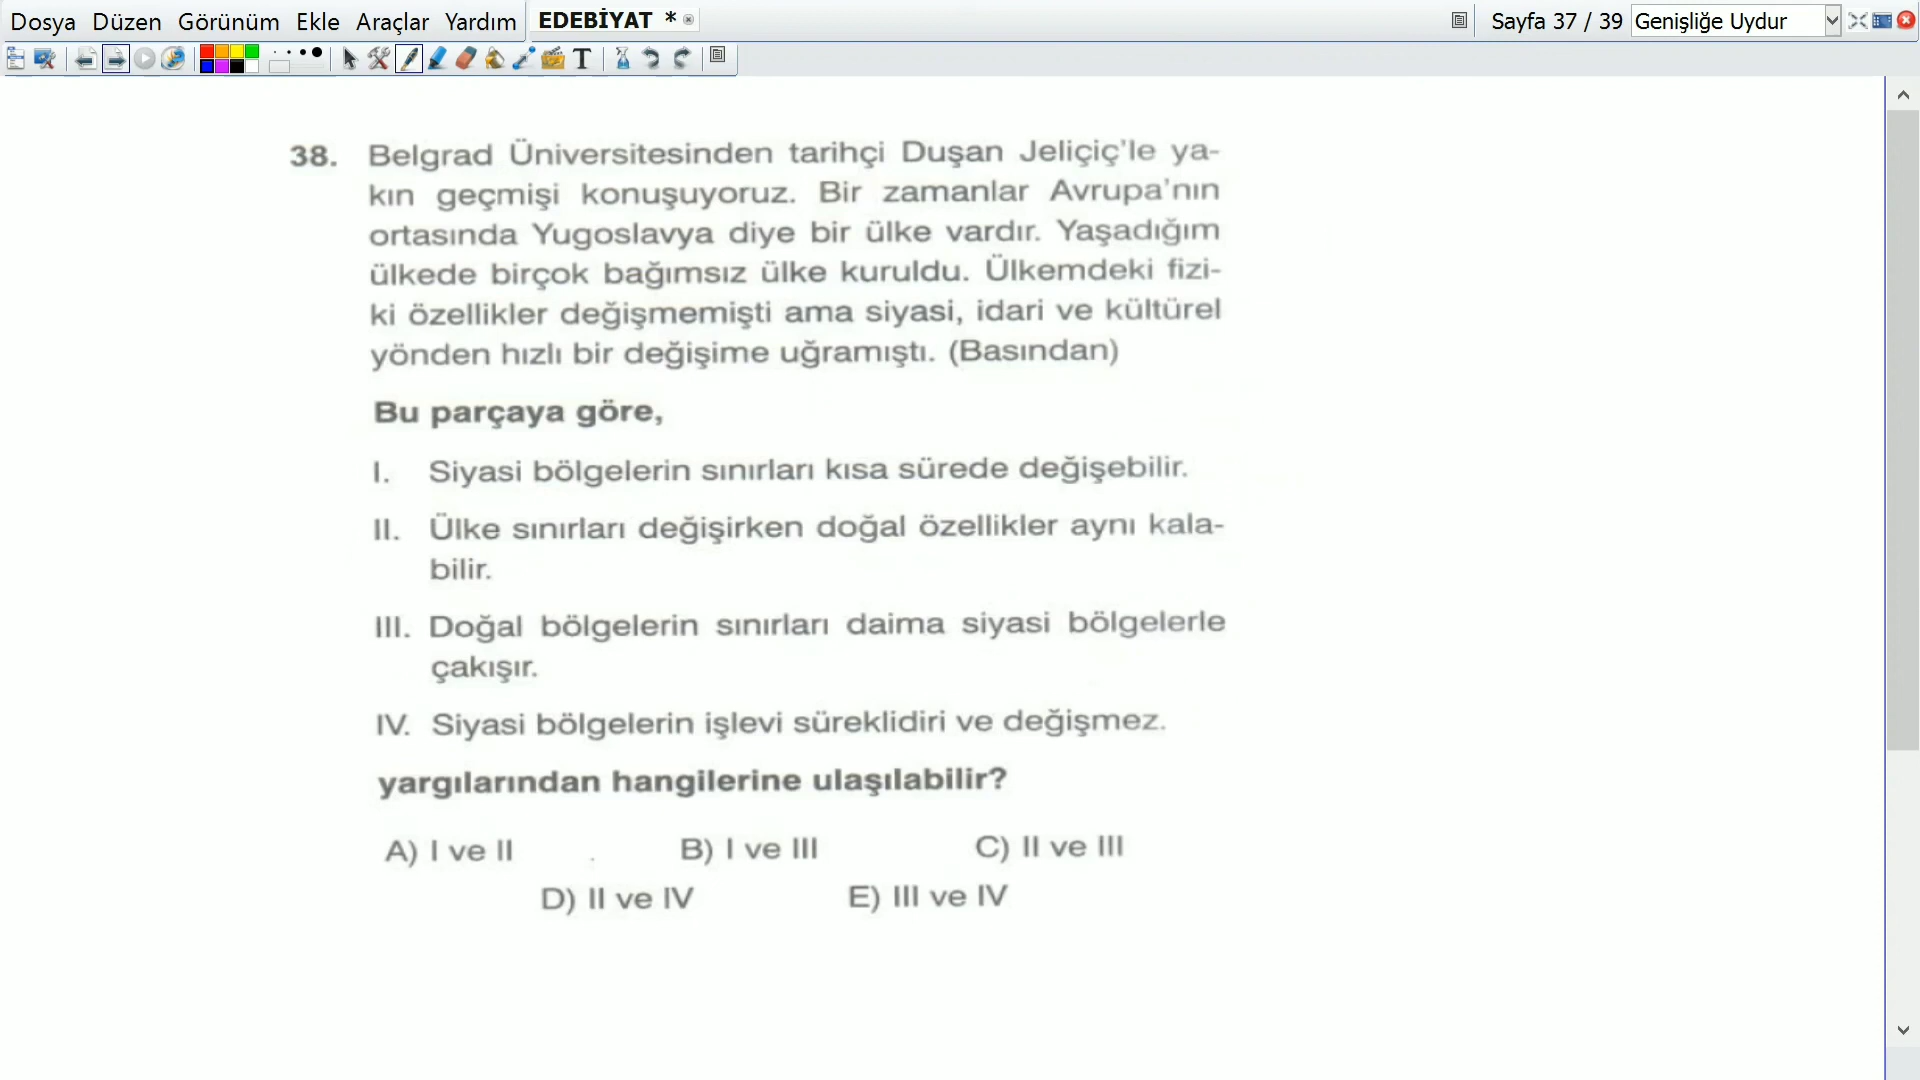 Dosya Düzen Görünüm Ekle Araçlar Yardım EDEBİYAT * Sayfa 37 / 39 Genişliğe Uydur
T
38. Belgrad Üniversitesinden tarihçi Duşan Jeliçiç'le ya-
kın geçmişi konuşuyoruz. Bir zamanlar Avrupa'nın
ortasında Yugoslavya diye bir ülke vardır. Yaşadığım
ülkede birçok bağımsız ülke kuruldu. Ülkemdeki fizi-
ki özellikler değişmemişti ama siyasi, idari ve kültürel
yönden hızlı bir değişime uğramıştı. (Basından)
Bu parçaya göre,
I. Siyasi bölgelerin sınırları kısa sürede değişebilir.
II. Ülke sınırları değişirken doğal özellikler aynı kala-
bilir.
III. Doğal bölgelerin sınırları daima siyasi bölgelerle
çakışır.
IV. Siyasi bölgelerin işlevi süreklidiri ve değişmez.
yargılarından hangilerine ulaşılabilir?
A) I ve II B) I ve III C) II ve III
D) II ve IV E) III ve IV